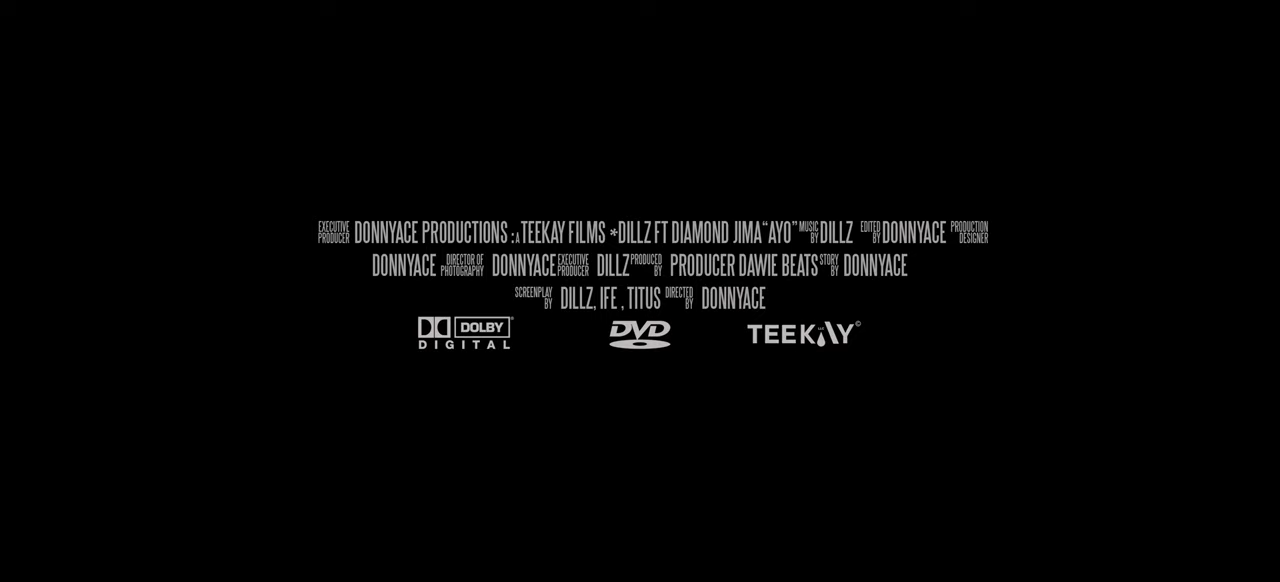 EXECUTIVE PRODUCER DONNYACE PRODUCTIONS : A TEEKAY FILMS *DILLZ FT DIAMOND JIMA "AYO" MUSIC BY DILLZ EDITED BY DONNYACE PRODUCTION DESIGNER
DONNYACE DIRECTOR OF PHOTOGRAPHY DONNYACE EXECUTIVE PRODUCER DILLZ PRODUCED BY PRODUCER DAWIE BEATS STORY BY DONNYACE
SCREENPLAY BY DILLZ, IFE , TITUS DIRECTED BY DONNYACE
DOLBY DIGITAL DVD TEEKAY ©